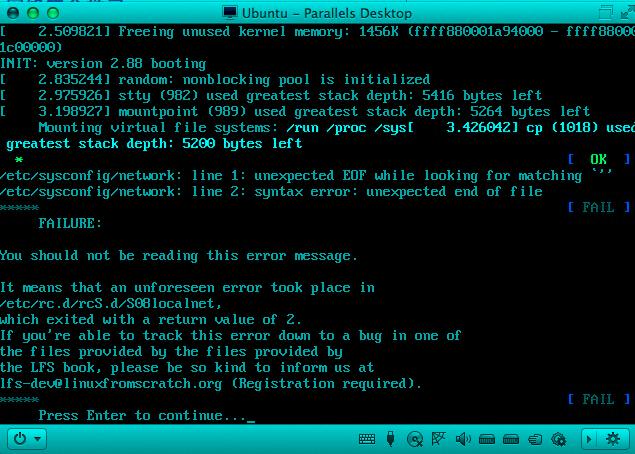 Ubuntu - Parallels Desktop
[    2.509821] Freeing unused kernel memory: 1456K (ffff880001a94000 - ffff88000
1c00000)
INIT: version 2.88 booting
[    2.835244] random: nonblocking pool is initialized
[    2.975926] stty (982) used greatest stack depth: 5416 bytes left
[    3.198927] mountpoint (989) used greatest stack depth: 5264 bytes left
     Mounting virtual file systems: /run /proc /sys[    3.426042] cp (1018) used
 greatest stack depth: 5200 bytes left
  *                                                                    [  OK  ]
/etc/sysconfig/network: line 1: unexpected EOF while looking for matching `''
/etc/sysconfig/network: line 2: syntax error: unexpected end of file
*****                                                                  [ FAIL ]
     FAILURE:
You should not be reading this error message.
It means that an unforeseen error took place in
/etc/rc.d/rcS.d/S08localnet,
which exited with a return value of 2.
If you're able to track this error down to a bug in one of
the files provided by the files provided by
the LFS book, please be so kind to inform us at
lfs-dev@linuxfromscratch.org (Registration required).
*****                                                                  [ FAIL ]
     Press Enter to continue..._